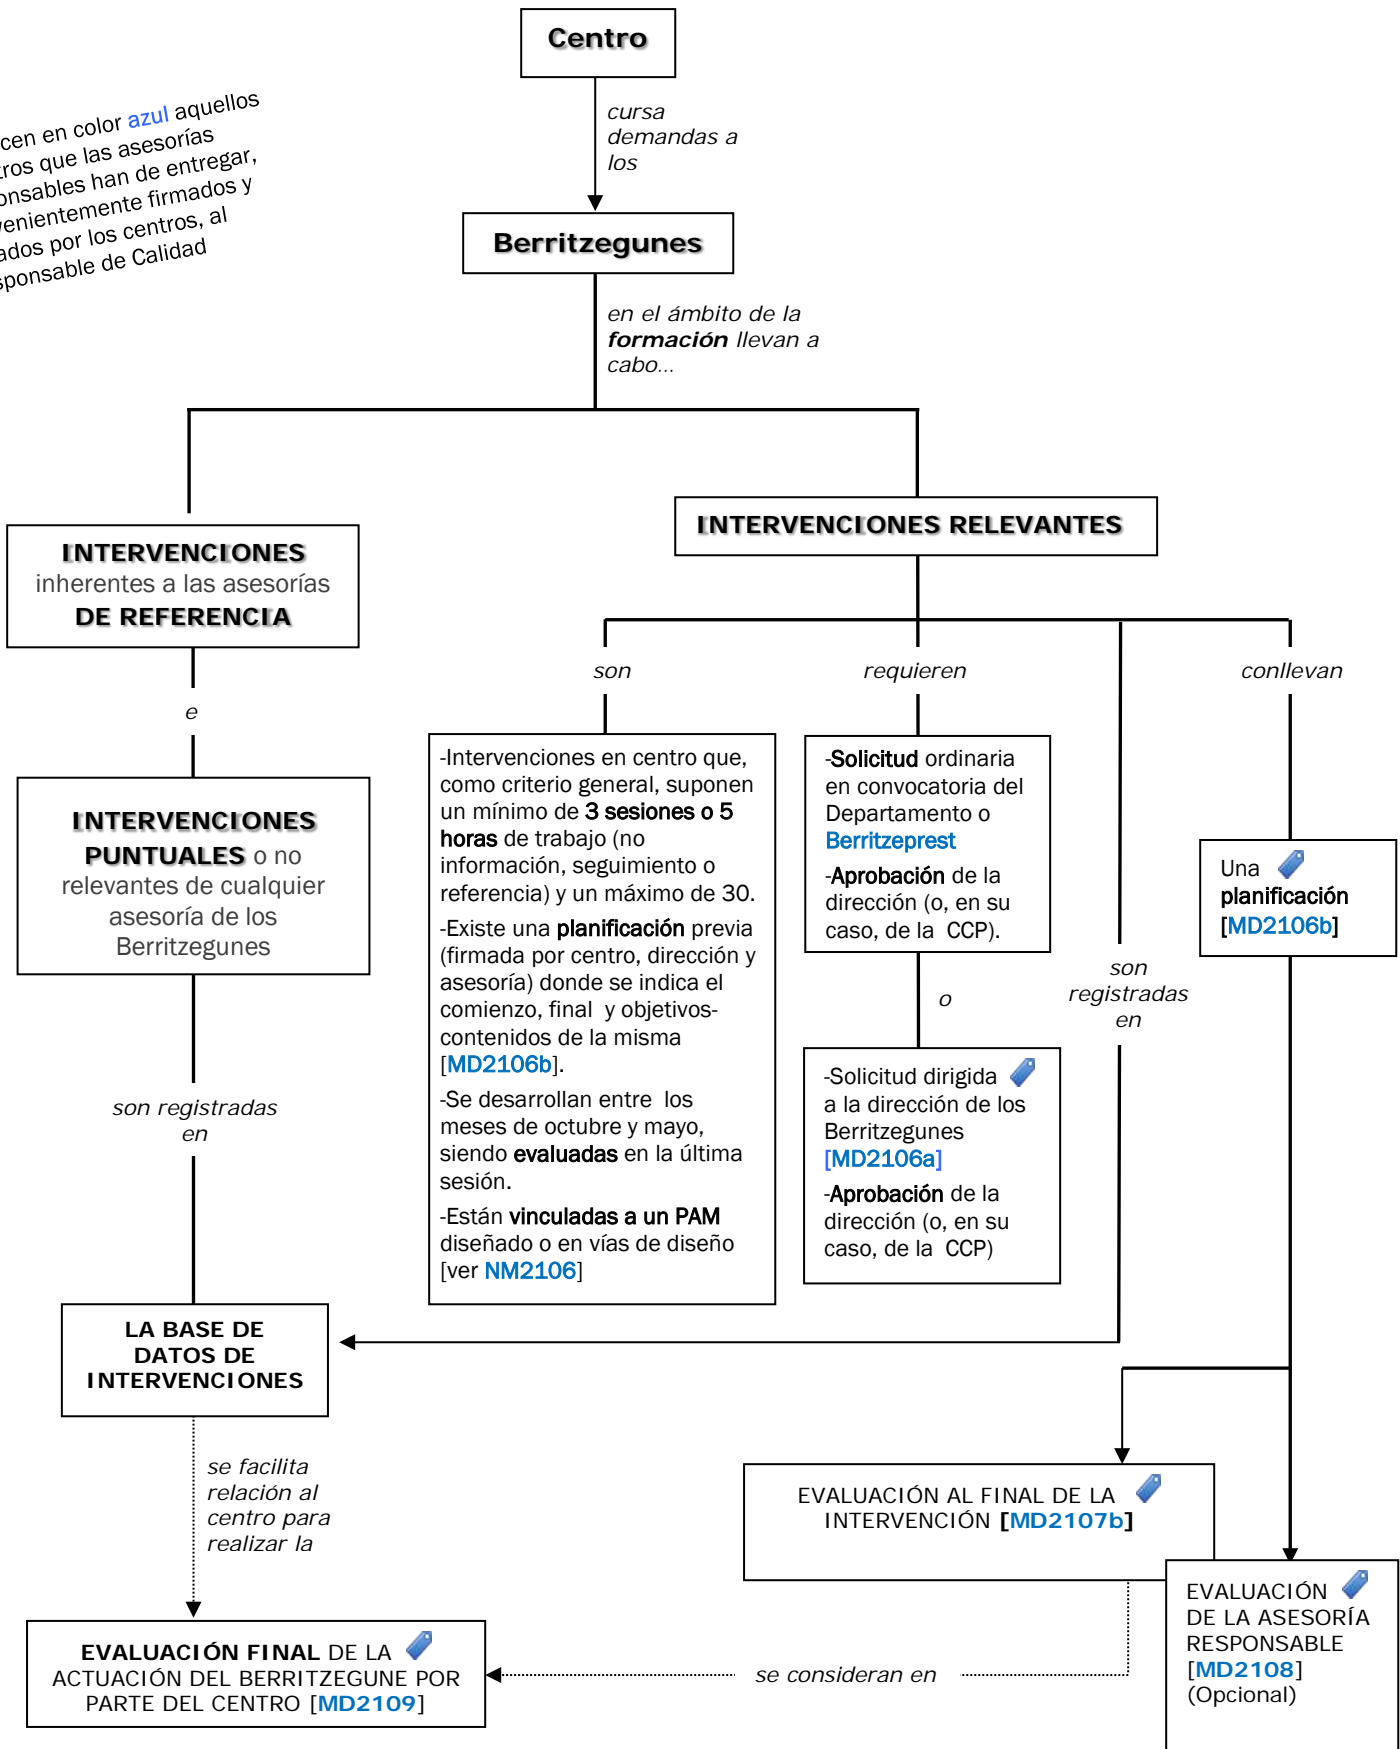 Centro
cursa
demandas a
los
en color azul aquellos
que las asesorías
han de entregar,
firmados y
por los centros, al
de Calidad
Berritzegunes
en el ámbito de la
formación llevan a
cabo...
INTERVENCIONES RELEVANTES
INTERVENCIONES
inherentes a las asesorías
DE REFERENCIA
e
INTERVENCIONES
PUNTUALES o no
relevantes de cualquier
asesoría de los
Berritzegunes
son registradas
en
son
-Intervenciones en centro que,
como criterio general, suponen
un mínimo de 3 sesiones o 5
horas de trabajo (no
información, seguimiento o
referencia) y un máximo de 30.
-Existe una planificación previa
(firmada por centro, dirección y
asesoría) donde se indica el
comienzo, final y objetivos-
contenidos de la misma
[MD2106b].
-Se desarrollan entre los
meses de octubre y mayo,
siendo evaluadas en la última
sesión.
-Están vinculadas a un PAM
diseñado o en vías de diseño
[ver NM2106]
requieren
-Solicitud ordinaria
en convocatoria del
Departamento o
Berritzeprest
-Aprobación de la
dirección (o, en su
caso, de la CCP).
o
-Solicitud dirigida
a la dirección de los
Berritzegunes
[MD2106a]
-Aprobación de la
dirección (o, en su
caso, de la CCP)
son
registradas
en
conllevan
Una
planificación
[MD2106b]
LA BASE DE
DATOS DE
INTERVENCIONES
se facilita
relación al
centro para
realizar la
EVALUACIÓN AL FINAL DE LA
INTERVENCIÓN [MD2107b]
EVALUACIÓN
DE LA ASESORÍA
RESPONSABLE
[MD2108]
(Opcional)
EVALUACIÓN FINAL DE LA
ACTUACIÓN DEL BERRITZEGUNE POR
PARTE DEL CENTRO [MD2109]
se consideran en